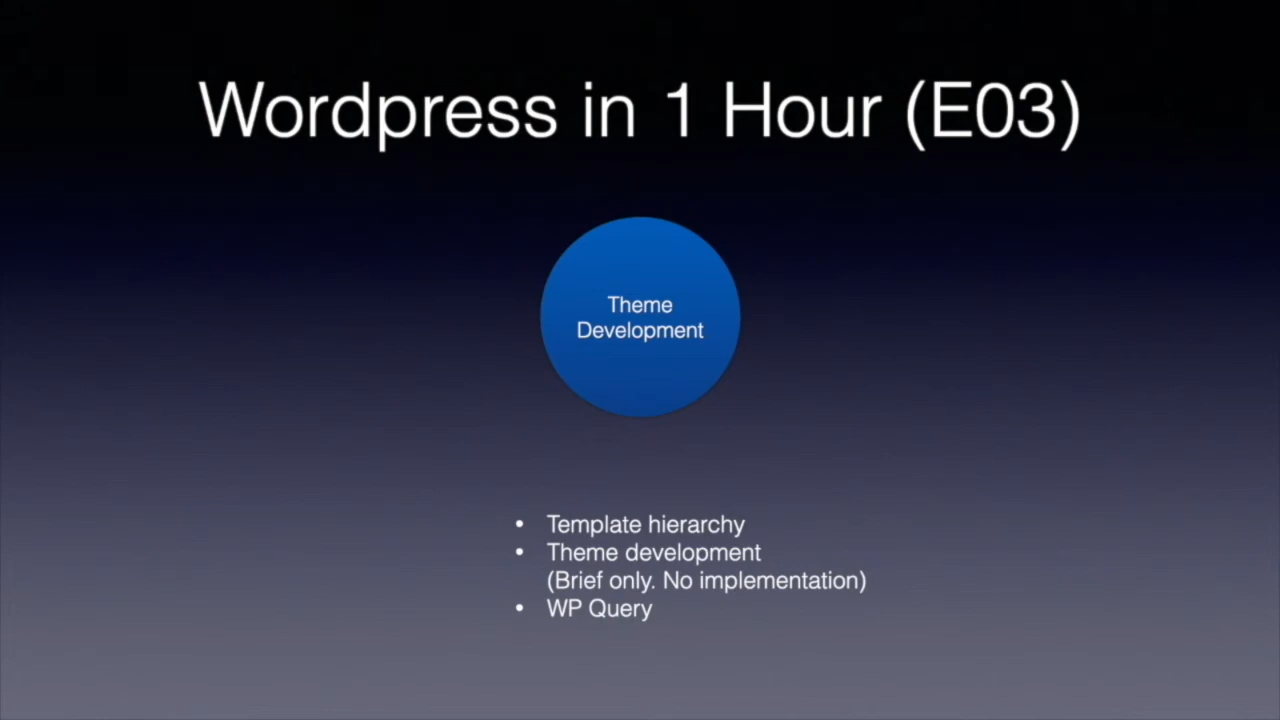 Wordpress in 1 Hour (E03)
Theme
Development
• Template hierarchy
• Theme development
(Brief only. No implementation)
• WP Query